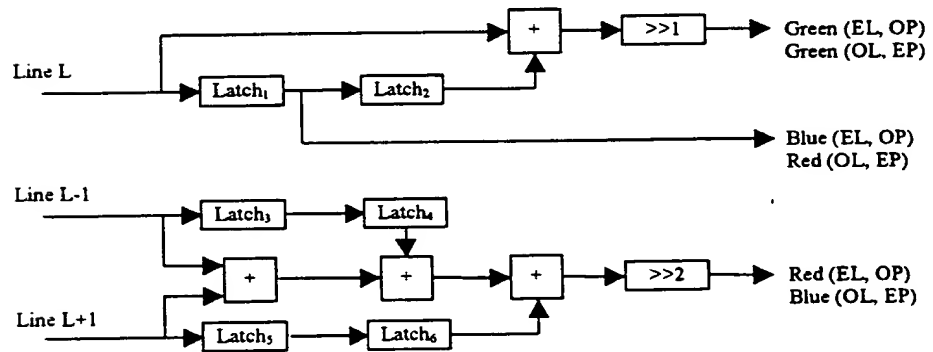 Line L
Latch₁
Latch₂
+
>>1
Green (EL, OP)
Green (OL, EP)
Blue (EL, OP)
Red (OL, EP)
Line L-1
Latch₃
Latch₄
+
+
+
>>2
Red (EL, OP)
Blue (OL, EP)
Line L+1
Latch₅
Latch₆